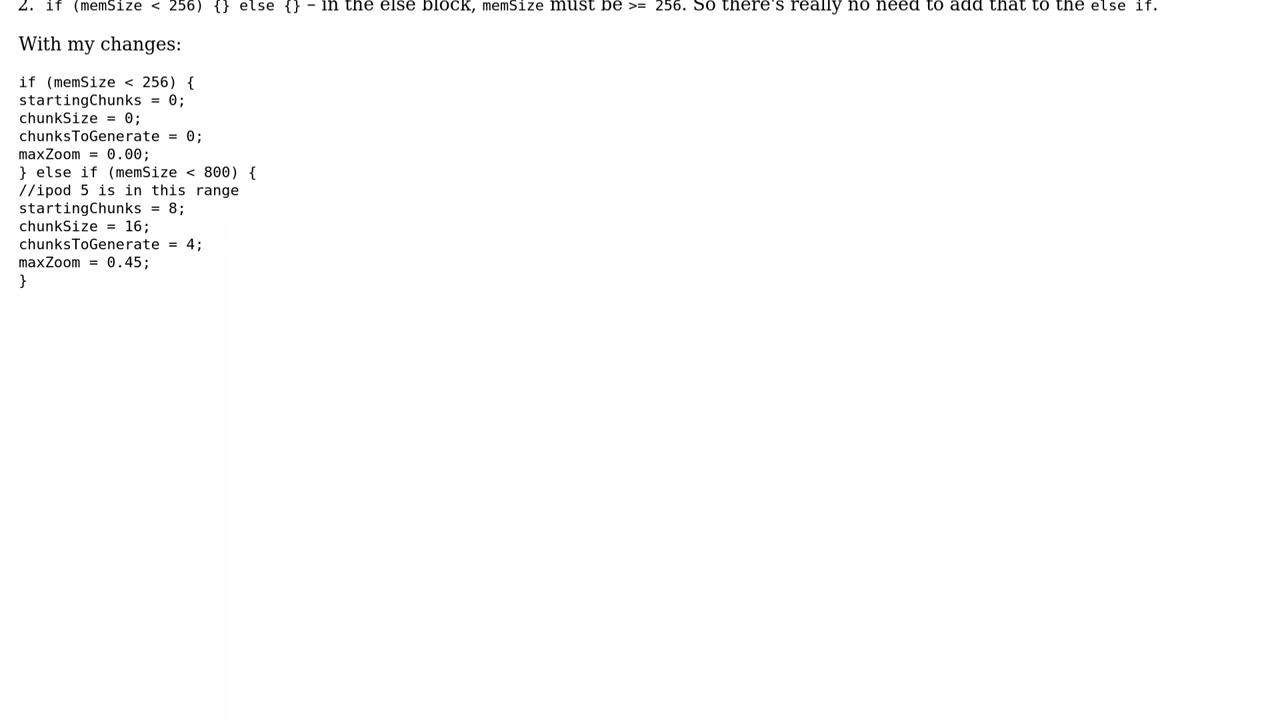 2. if (memSize < 256) {} else {} – in the else block, memSize must be >= 256. So there's really no need to add that to the else if.
With my changes:
if (memSize < 256) {
startingChunks = 0;
chunkSize = 0;
chunksToGenerate = 0;
maxZoom = 0.00;
} else if (memSize < 800) {
//ipod 5 is in this range
startingChunks = 8;
chunkSize = 16;
chunksToGenerate = 4;
maxZoom = 0.45;
}